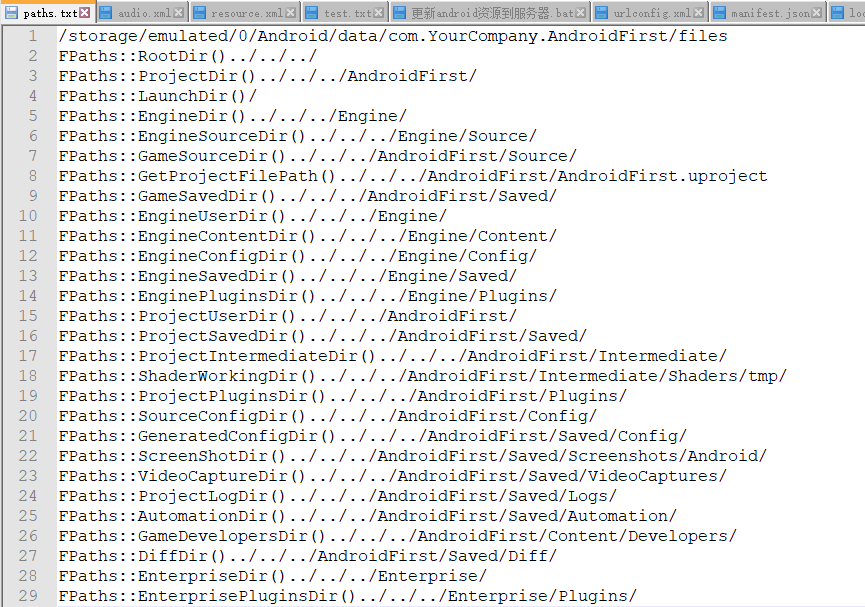 paths.txt audio.xml resource.xml test.txt 更新android资源到服务器.bat urlconfig.xml manifest.json loc
1 /storage/emulated/0/Android/data/com.YourCompany.AndroidFirst/files
2 FPaths::RootDir()../../../
3 FPaths::ProjectDir()../../../AndroidFirst/
4 FPaths::LaunchDir()/
5 FPaths::EngineDir()../../../Engine/
6 FPaths::EngineSourceDir()../../../Engine/Source/
7 FPaths::GameSourceDir()../../../AndroidFirst/Source/
8 FPaths::GetProjectFilePath()../../../AndroidFirst/AndroidFirst.uproject
9 FPaths::GameSavedDir()../../../AndroidFirst/Saved/
10 FPaths::EngineUserDir()../../../Engine/
11 FPaths::EngineContentDir()../../../Engine/Content/
12 FPaths::EngineConfigDir()../../../Engine/Config/
13 FPaths::EngineSavedDir()../../../Engine/Saved/
14 FPaths::EnginePluginsDir()../../../Engine/Plugins/
15 FPaths::ProjectUserDir()../../../AndroidFirst/
16 FPaths::ProjectSavedDir()../../../AndroidFirst/Saved/
17 FPaths::ProjectIntermediateDir()../../../AndroidFirst/Intermediate/
18 FPaths::ShaderWorkingDir()../../../AndroidFirst/Intermediate/Shaders/tmp/
19 FPaths::ProjectPluginsDir()../../../AndroidFirst/Plugins/
20 FPaths::SourceConfigDir()../../../AndroidFirst/Config/
21 FPaths::GeneratedConfigDir()../../../AndroidFirst/Saved/Config/
22 FPaths::ScreenShotDir()../../../AndroidFirst/Saved/Screenshots/Android/
23 FPaths::VideoCaptureDir()../../../AndroidFirst/Saved/VideoCaptures/
24 FPaths::ProjectLogDir()../../../AndroidFirst/Saved/Logs/
25 FPaths::AutomationDir()../../../AndroidFirst/Saved/Automation/
26 FPaths::GameDevelopersDir()../../../AndroidFirst/Content/Developers/
27 FPaths::DiffDir()../../../AndroidFirst/Saved/Diff/
28 FPaths::EnterpriseDir()../../../Enterprise/
29 FPaths::EnterprisePluginsDir()../../../Enterprise/Plugins/